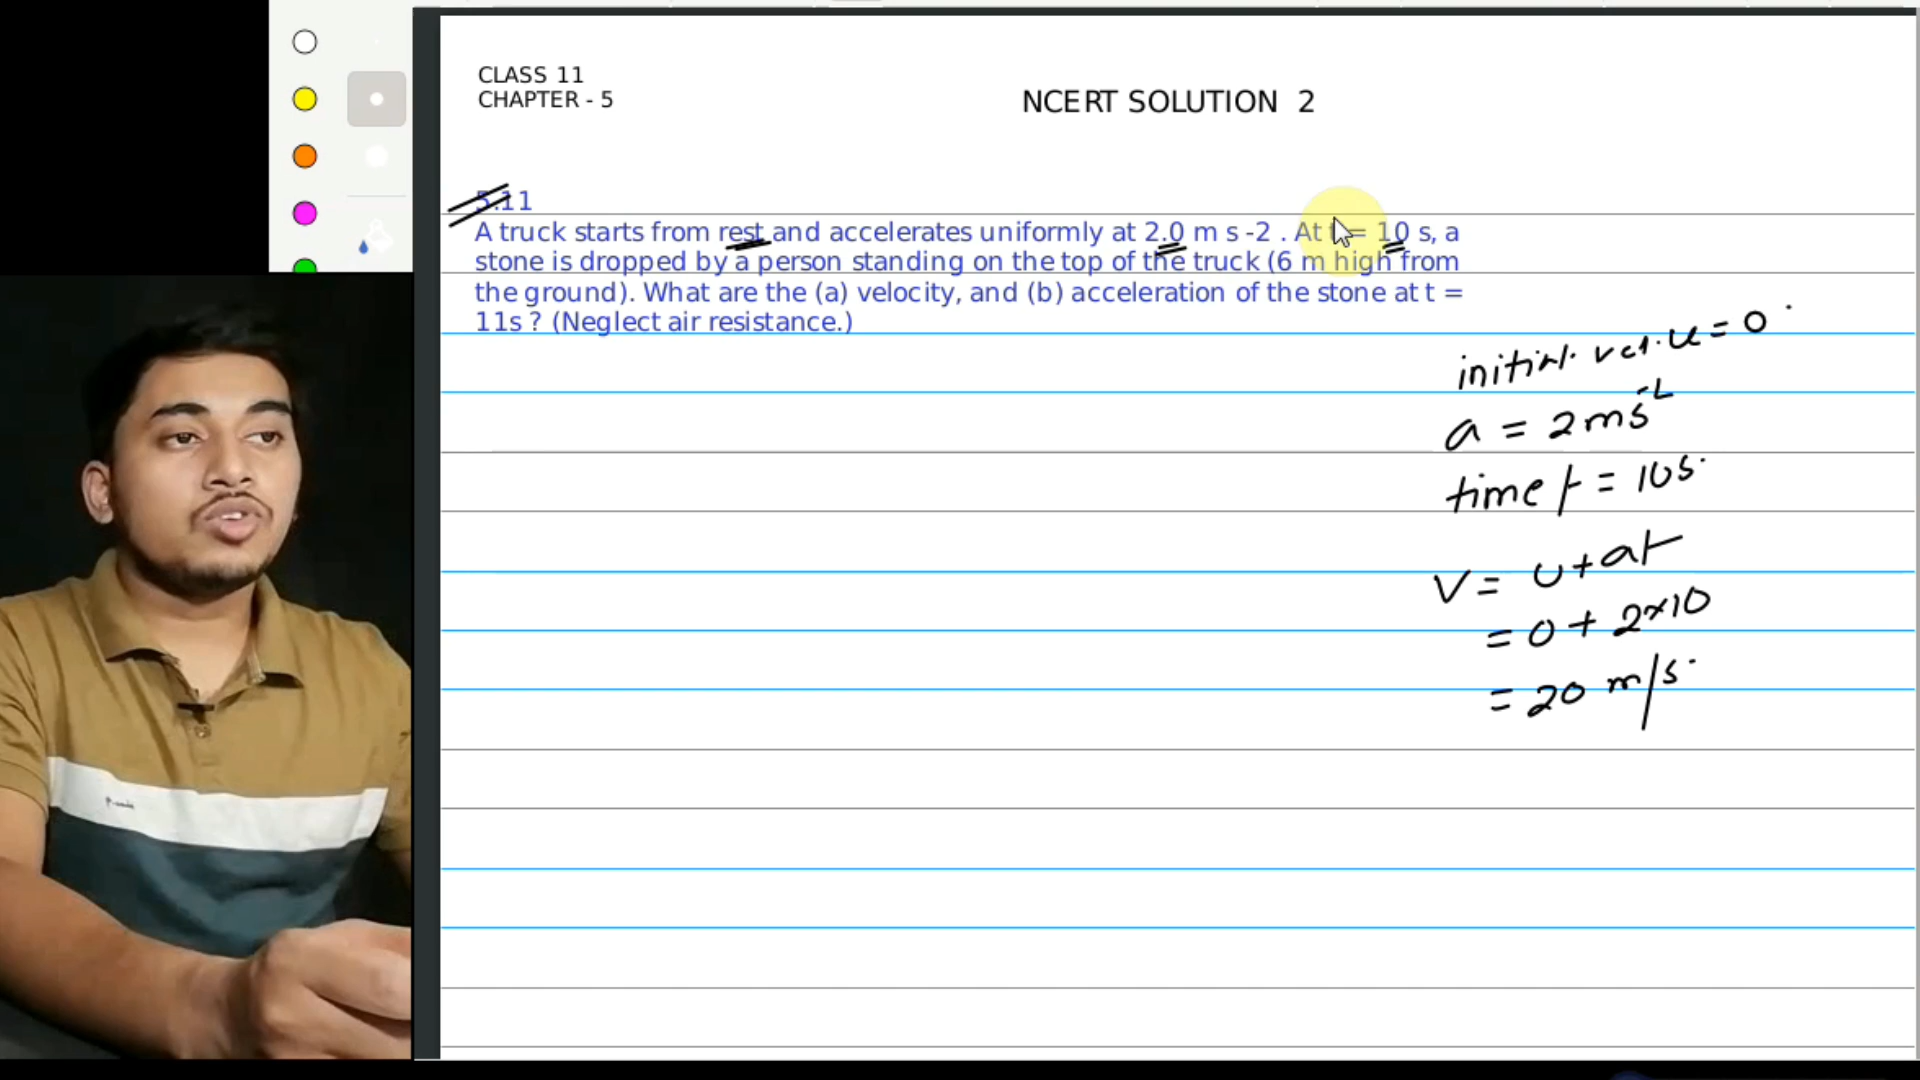 CLASS 11
CHAPTER - 5
NCERT SOLUTION 2
5.11
A truck starts from rest and accelerates uniformly at 2.0 m s -2 . At t = 10 s, a
stone is dropped by a person standing on the top of the truck (6 m high from
the ground). What are the (a) velocity, and (b) acceleration of the stone at t =
11s ? (Neglect air resistance.)
initial vel. u = 0
a = 2 ms-2
time t = 10s.
V = u + at
= 0 + 2×10
= 20 m/s.